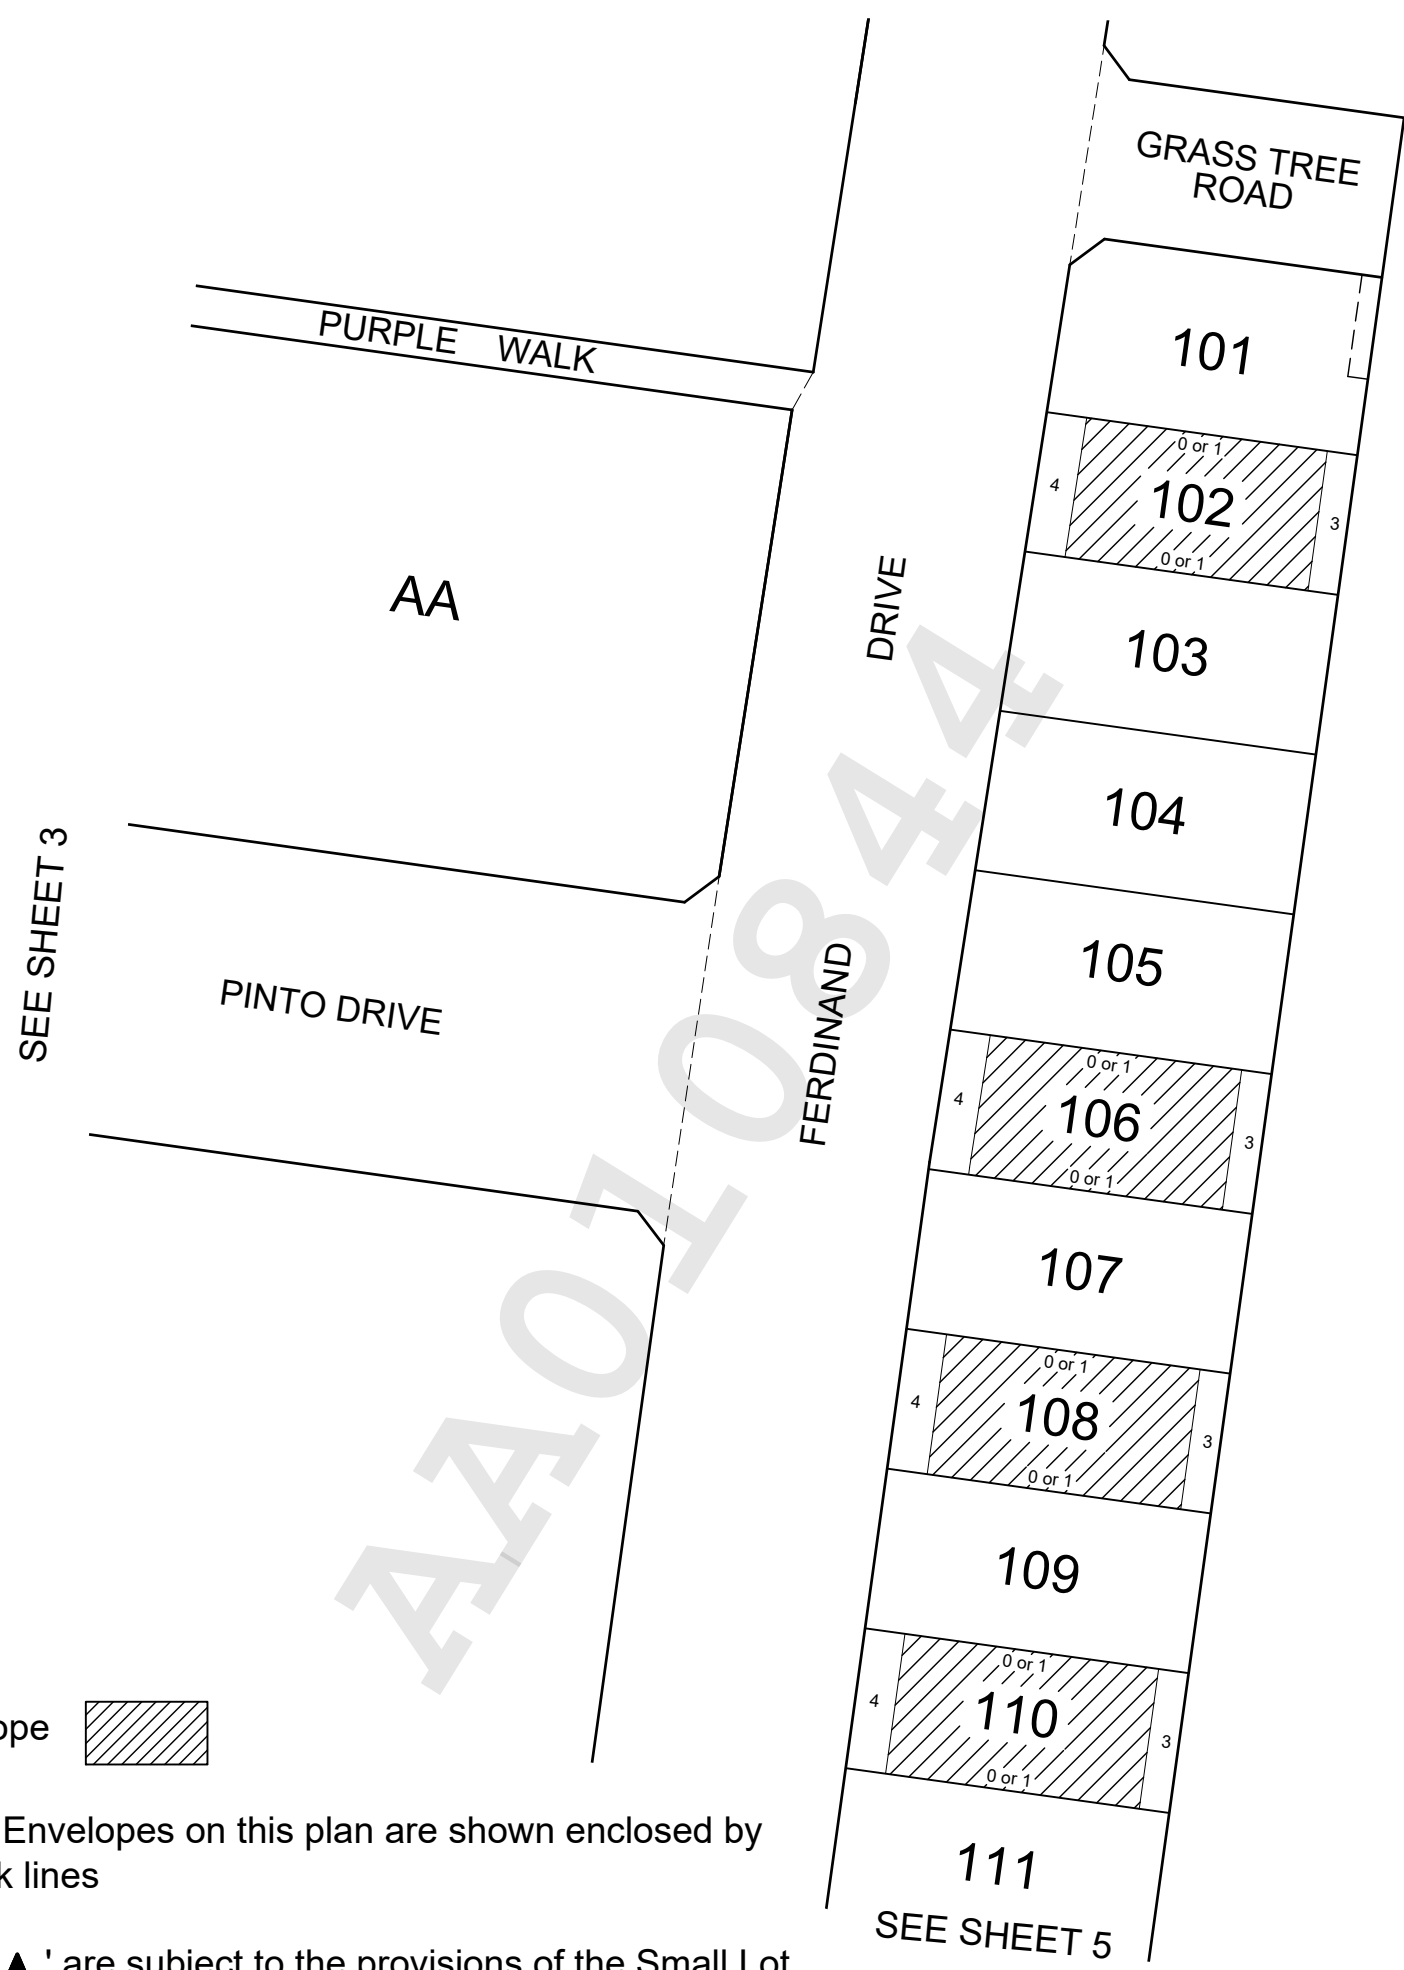 GRASS TREE
ROAD
PURPLE WALK
101
0 or 1
4
102
3
0 or 1
AA
DRIVE
103
104
SEE SHEET 3
PINTO DRIVE
FERDINAND
105
0 or 1
4
106
3
0 or 1
107
0 or 1
4
108
3
0 or 1
109
0 or 1
4
110
3
0 or 1
111
SEE SHEET 5
AA010844
Envelopes on this plan are shown enclosed by
lines
▲ ' are subject to the provisions of the Small Lot